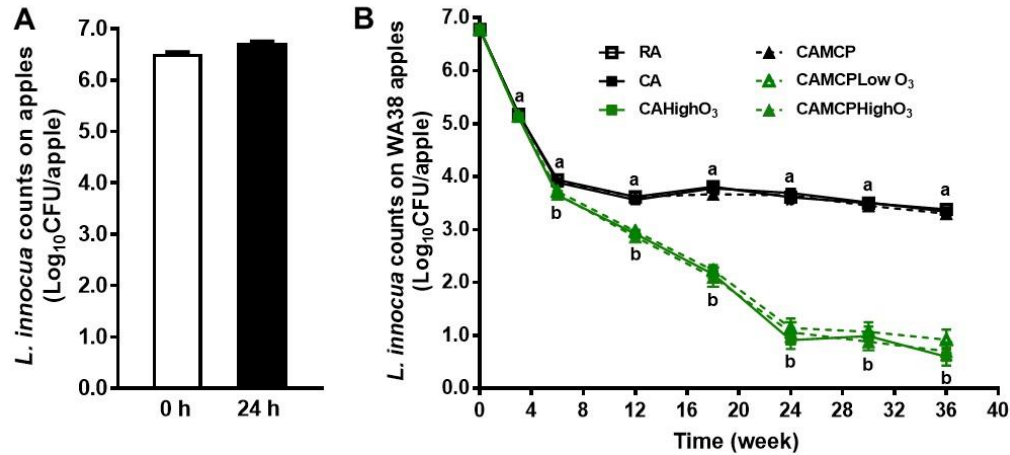 A
L. innocua counts on apples
(Log₁₀CFU/apple)
7.0
6.0
5.0
4.0
3.0
2.0
1.0
0.0
0 h 24 h
B
L. innocua counts on WA38 apples
(Log₁₀CFU/apple)
7.0
6.0
5.0
4.0
3.0
2.0
1.0
0.0
RA
CA
CAHighO₃
CAMCP
CAMCPLow O₃
CAMCPHighO₃
a
a
a
a
a
a
a
b
b
b
b
b
b
0 4 8 12 16 20 24 28 32 36 40
Time (week)